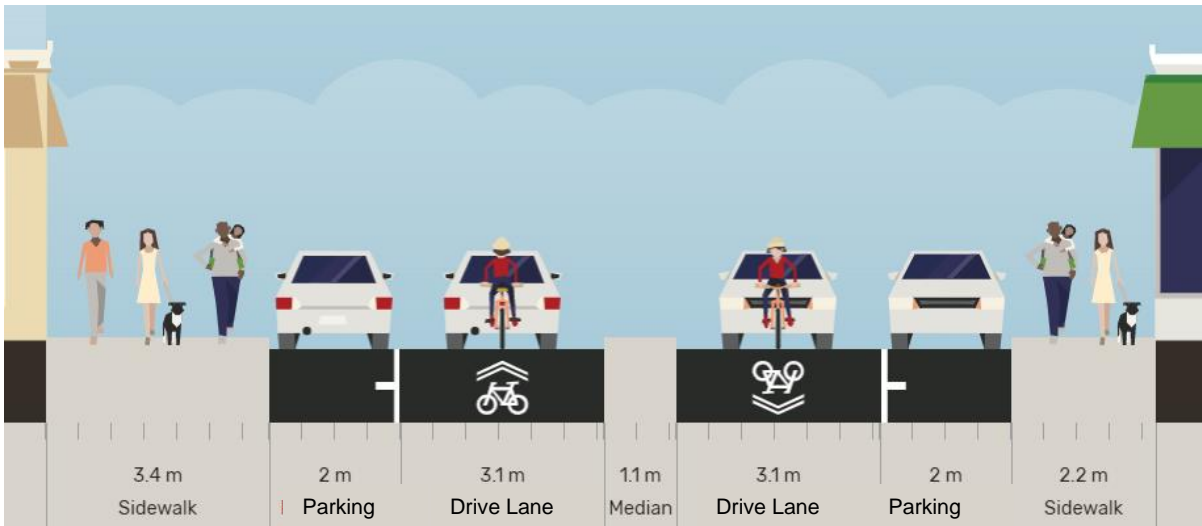 3.4 m 2 m 3.1 m 1.1 m 3.1 m 2 m 2.2 m
Sidewalk Parking Drive Lane Median Drive Lane Parking Sidewalk